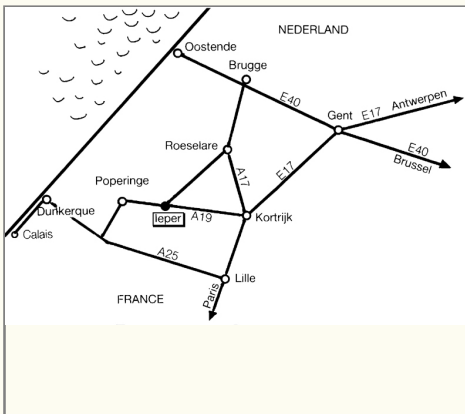 NEDERLAND
Oostende
Brugge
E40
E17 Antwerpen
Gent
E40
Brussel
Roeselare
A17
E17
Poperinge
Dunkerque
Ieper
A19
Kortrijk
Calais
A25
Lille
Paris
FRANCE